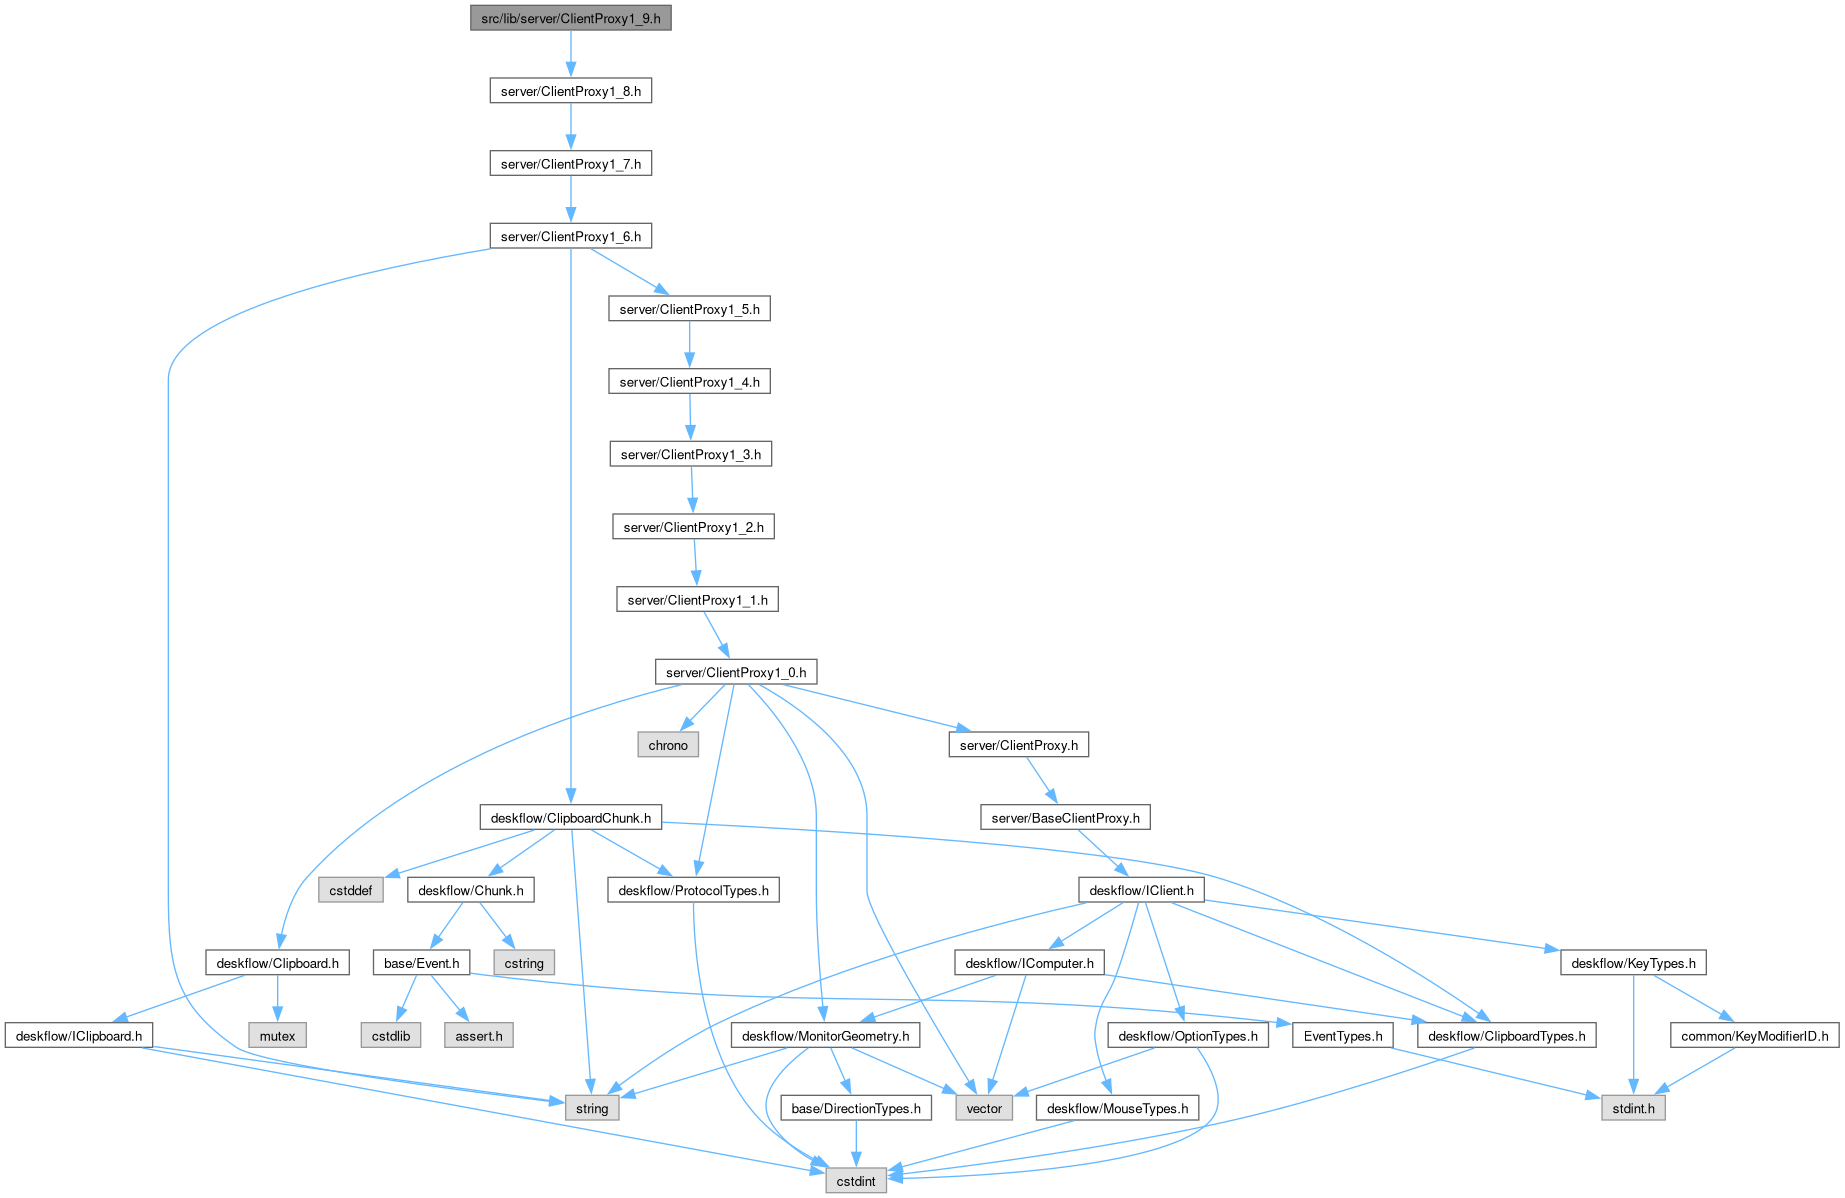 src/lib/server/ClientProxy1_9.h
server/ClientProxy1_8.h
server/ClientProxy1_7.h
server/ClientProxy1_6.h
server/ClientProxy1_5.h
server/ClientProxy1_4.h
server/ClientProxy1_3.h
server/ClientProxy1_2.h
server/ClientProxy1_1.h
server/ClientProxy1_0.h
chrono
server/ClientProxy.h
deskflow/ClipboardChunk.h
server/BaseClientProxy.h
cstddef
deskflow/Chunk.h
deskflow/ProtocolTypes.h
deskflow/IClient.h
deskflow/Clipboard.h
base/Event.h
cstring
deskflow/IComputer.h
deskflow/KeyTypes.h
deskflow/IClipboard.h
mutex
cstdlib
assert.h
deskflow/MonitorGeometry.h
deskflow/OptionTypes.h
EventTypes.h
deskflow/ClipboardTypes.h
common/KeyModifierID.h
string
base/DirectionTypes.h
vector
deskflow/MouseTypes.h
stdint.h
cstdint